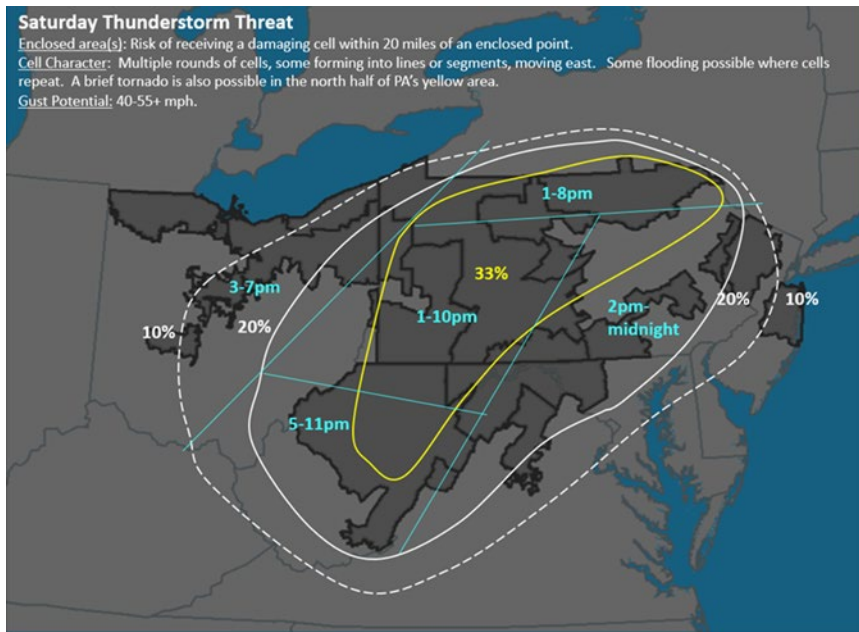 Saturday Thunderstorm Threat
Enclosed area(s): Risk of receiving a damaging cell within 20 miles of an enclosed point.
Cell Character: Multiple rounds of cells, some forming into lines or segments, moving east. Some flooding possible where cells
repeat. A brief tornado is also possible in the north half of PA's yellow area.
Gust Potential: 40-55+ mph.
1-8pm
33%
3-7pm
20%
10%
2pm-
midnight
1-10pm
10%
20%
5-11pm